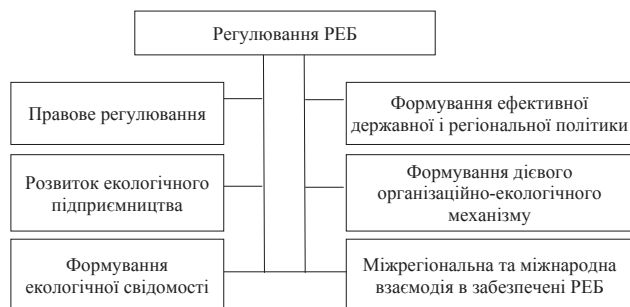 Регулювання РЕБ
Правове регулювання
Формування ефективної
державної і регіональної політики
Розвиток екологічного
підприємництва
Формування дієвого
організаційно-екологічного
механізму
Формування
екологічної свідомості
Міжрегіональна та міжнародна
взаємодія в забезпечені РЕБ